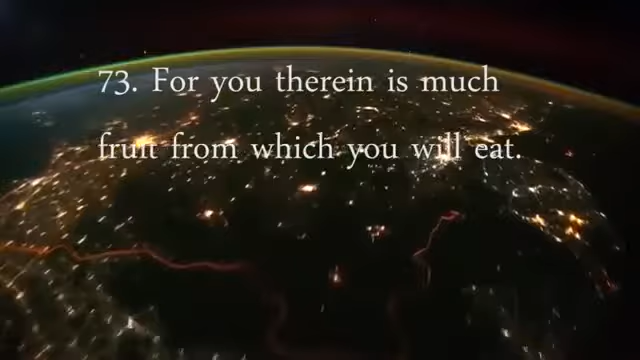 73. For you therein is much
fruit from which you will eat.